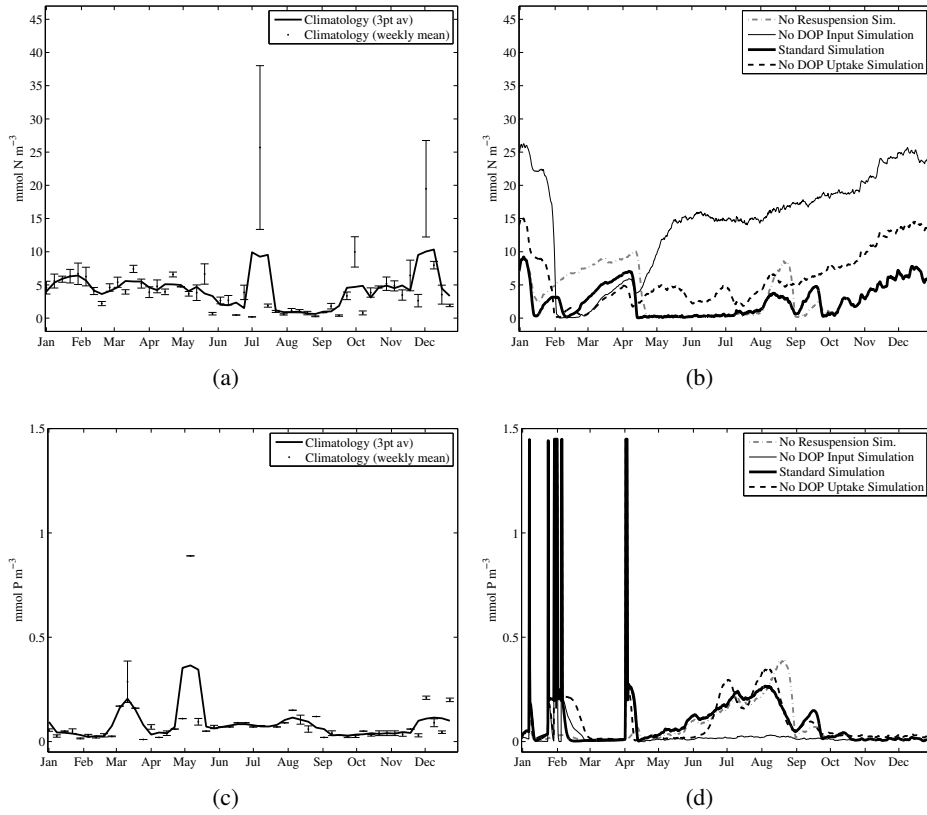 45
40
35
30
25
20
15
10
5
0
mmol N m⁻³
Climatology (3pt av)
Climatology (weekly mean)
Jan Feb Mar Apr May Jun Jul Aug Sep Oct Nov Dec
(a)
45
40
35
30
25
20
15
10
5
0
mmol N m⁻³
No Resuspension Sim.
No DOP Input Simulation
Standard Simulation
No DOP Uptake Simulation
Jan Feb Mar Apr May Jun Jul Aug Sep Oct Nov Dec
(b)
1.5
1
0.5
0
mmol P m⁻³
Climatology (3pt av)
Climatology (weekly mean)
Jan Feb Mar Apr May Jun Jul Aug Sep Oct Nov Dec
(c)
1.5
1
0.5
0
mmol P m⁻³
No Resuspension Sim.
No DOP Input Simulation
Standard Simulation
No DOP Uptake Simulation
Jan Feb Mar Apr May Jun Jul Aug Sep Oct Nov Dec
(d)